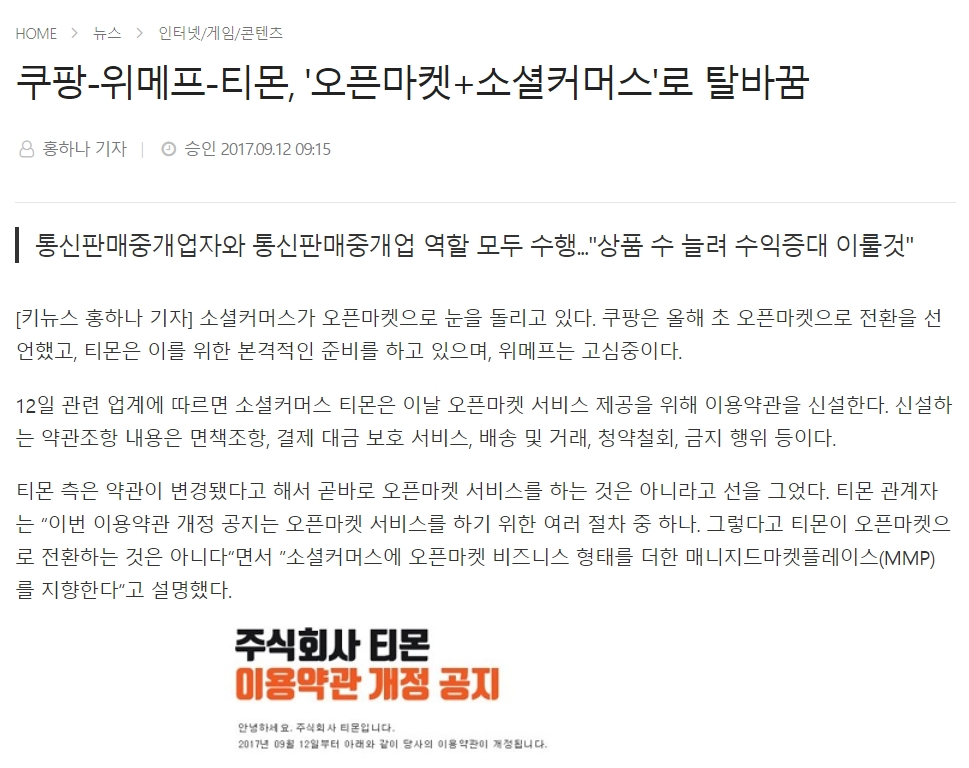 HOME > 뉴스 > 인터넷/게임/콘텐츠
쿠팡-위메프-티몬, '오픈마켓+소셜커머스'로 탈바꿈
홍하나 기자 | 승인 2017.09.12 09:15
통신판매중개업자와 통신판매중개업 역할 모두 수행..."상품 수 늘려 수익증대 이룰것"
[키뉴스 홍하나 기자] 소셜커머스가 오픈마켓으로 눈을 돌리고 있다. 쿠팡은 올해 초 오픈마켓으로 전환을 선
언했고, 티몬은 이를 위한 본격적인 준비를 하고 있으며, 위메프는 고심중이다.
12일 관련 업계에 따르면 소셜커머스 티몬은 이날 오픈마켓 서비스 제공을 위해 이용약관을 신설한다. 신설하
는 약관조항 내용은 면책조항, 결제 대금 보호 서비스, 배송 및 거래, 청약철회, 금지 행위 등이다.
티몬 측은 약관이 변경됐다고 해서 곧바로 오픈마켓 서비스를 하는 것은 아니라고 선을 그었다. 티몬 관계자
는 "이번 이용약관 개정 공지는 오픈마켓 서비스를 하기 위한 여러 절차 중 하나. 그렇다고 티몬이 오픈마켓으
로 전환하는 것은 아니다"면서 "소셜커머스에 오픈마켓 비즈니스 형태를 더한 매니지드마켓플레이스(MMP)
를 지향한다"고 설명했다.
주식회사 티몬
이용약관 개정 공지
안녕하세요. 주식회사 티몬입니다.
2017년 09월 12일부터 아래와 같이 당사의 이용약관이 개정됩니다.